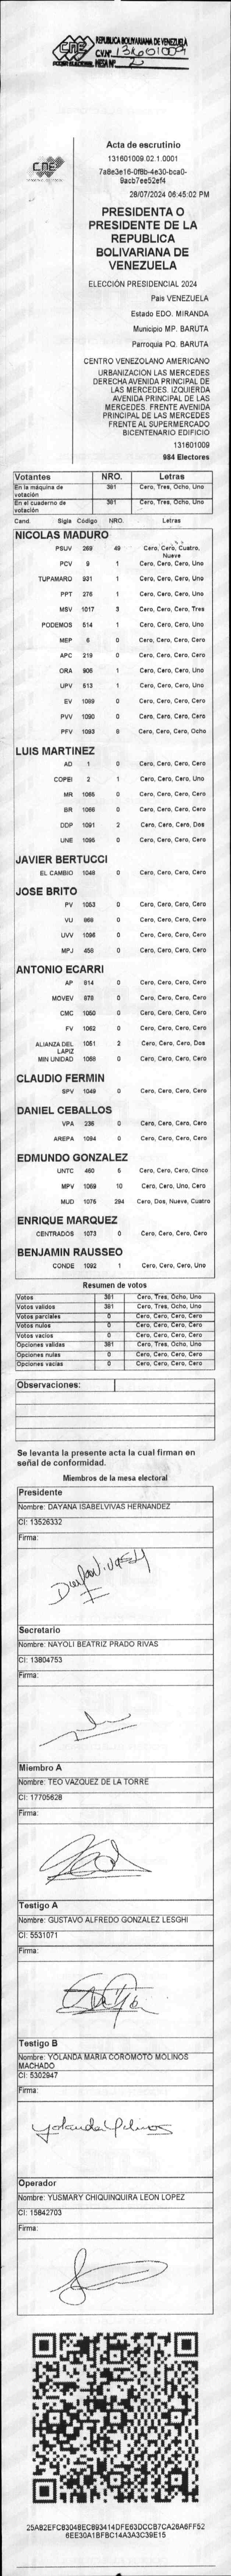 REPUBLICA BOLIVARIANA DE VENEZUELA
CNE
C.V.Nº 131601009
PODER ELECTORAL MESA Nº 2
CNE
Acta de escrutinio
131601009.02.1.0001
7a8e3e16-0f6b-4e30-bca0-
9acb7ee52ef4
28/07/2024 06:45:02 PM
PRESIDENTA O
PRESIDENTE DE LA
REPUBLICA
BOLIVARIANA DE
VENEZUELA
ELECCIÓN PRESIDENCIAL 2024
Pais VENEZUELA
Estado EDO. MIRANDA
Municipio MP. BARUTA
Parroquia PQ. BARUTA
CENTRO VENEZOLANO AMERICANO
URBANIZACION LAS MERCEDES
DERECHA AVENIDA PRINCIPAL DE
LAS MERCEDES. IZQUIERDA
AVENIDA PRINCIPAL DE LAS
MERCEDES. FRENTE AVENIDA
PRINCIPAL DE LAS MERCEDES
FRENTE AL SUPERMERCADO
BICENTENARIO EDIFICIO
131601009
984 Electores
Votantes NRO. Letras
En la máquina de votación 381 Cero, Tres, Ocho, Uno
En el cuaderno de votación 381 Cero, Tres, Ocho, Uno
Cand. Sigla Código NRO. Letras
NICOLAS MADURO
PSUV 269 49 Cero, Cero, Cuatro, Nueve
PCV 9 1 Cero, Cero, Cero, Uno
TUPAMARO 931 1 Cero, Cero, Cero, Uno
PPT 276 1 Cero, Cero, Cero, Uno
MSV 1017 3 Cero, Cero, Cero, Tres
PODEMOS 514 1 Cero, Cero, Cero, Uno
MEP 6 0 Cero, Cero, Cero, Cero
APC 219 0 Cero, Cero, Cero, Cero
ORA 906 1 Cero, Cero, Cero, Uno
UPV 613 1 Cero, Cero, Cero, Uno
EV 1089 0 Cero, Cero, Cero, Cero
PVV 1090 0 Cero, Cero, Cero, Cero
PFV 1093 8 Cero, Cero, Cero, Ocho
LUIS MARTINEZ
AD 1 0 Cero, Cero, Cero, Cero
COPEI 2 1 Cero, Cero, Cero, Uno
MR 1065 0 Cero, Cero, Cero, Cero
BR 1066 0 Cero, Cero, Cero, Cero
DDP 1091 2 Cero, Cero, Cero, Dos
UNE 1095 0 Cero, Cero, Cero, Cero
JAVIER BERTUCCI
EL CAMBIO 1048 0 Cero, Cero, Cero, Cero
JOSE BRITO
PV 1053 0 Cero, Cero, Cero, Cero
VU 868 0 Cero, Cero, Cero, Cero
UVV 1096 0 Cero, Cero, Cero, Cero
MPJ 458 0 Cero, Cero, Cero, Cero
ANTONIO ECARRI
AP 814 0 Cero, Cero, Cero, Cero
MOVEV 878 0 Cero, Cero, Cero, Cero
CMC 1050 0 Cero, Cero, Cero, Cero
FV 1062 0 Cero, Cero, Cero, Cero
ALIANZA DEL LAPIZ 1051 2 Cero, Cero, Cero, Dos
MIN UNIDAD 1068 0 Cero, Cero, Cero, Cero
CLAUDIO FERMIN
SPV 1049 0 Cero, Cero, Cero, Cero
DANIEL CEBALLOS
VPA 236 0 Cero, Cero, Cero, Cero
AREPA 1094 0 Cero, Cero, Cero, Cero
EDMUNDO GONZALEZ
UNTC 460 5 Cero, Cero, Cero, Cinco
MPV 1069 10 Cero, Cero, Uno, Cero
MUD 1076 294 Cero, Dos, Nueve, Cuatro
ENRIQUE MARQUEZ
CENTRADOS 1073 0 Cero, Cero, Cero, Cero
BENJAMIN RAUSSEO
CONDE 1092 1 Cero, Cero, Cero, Uno
Resumen de votos
Votos 381 Cero, Tres, Ocho, Uno
Votos validos 381 Cero, Tres, Ocho, Uno
Votos parciales 0 Cero, Cero, Cero, Cero
Votos nulos 0 Cero, Cero, Cero, Cero
Votos vacios 0 Cero, Cero, Cero, Cero
Opciones validas 381 Cero, Tres, Ocho, Uno
Opciones nulas 0 Cero, Cero, Cero, Cero
Opciones vacias 0 Cero, Cero, Cero, Cero
Observaciones:
Se levanta la presente acta la cual firman en
señal de conformidad.
Miembros de la mesa electoral
Presidente
Nombre: DAYANA ISABELVIVAS HERNANDEZ
CI: 13526332
Firma:
Secretario
Nombre: NAYOLI BEATRIZ PRADO RIVAS
CI: 13804753
Firma:
Miembro A
Nombre: TEO VAZQUEZ DE LA TORRE
CI: 17705628
Firma:
Testigo A
Nombre: GUSTAVO ALFREDO GONZALEZ LESGHI
CI: 5531071
Firma:
Testigo B
Nombre: YOLANDA MARIA COROMOTO MOLINOS
MACHADO
CI: 5302947
Firma:
Yolanda
Operador
Nombre: YUSMARY CHIQUINQUIRA LEON LOPEZ
CI: 15842703
Firma:
25AB2EFC83048ECB93414DFE63DCCB7CA26A6FF52
6EE30A1BFBC14A3A3C39E15